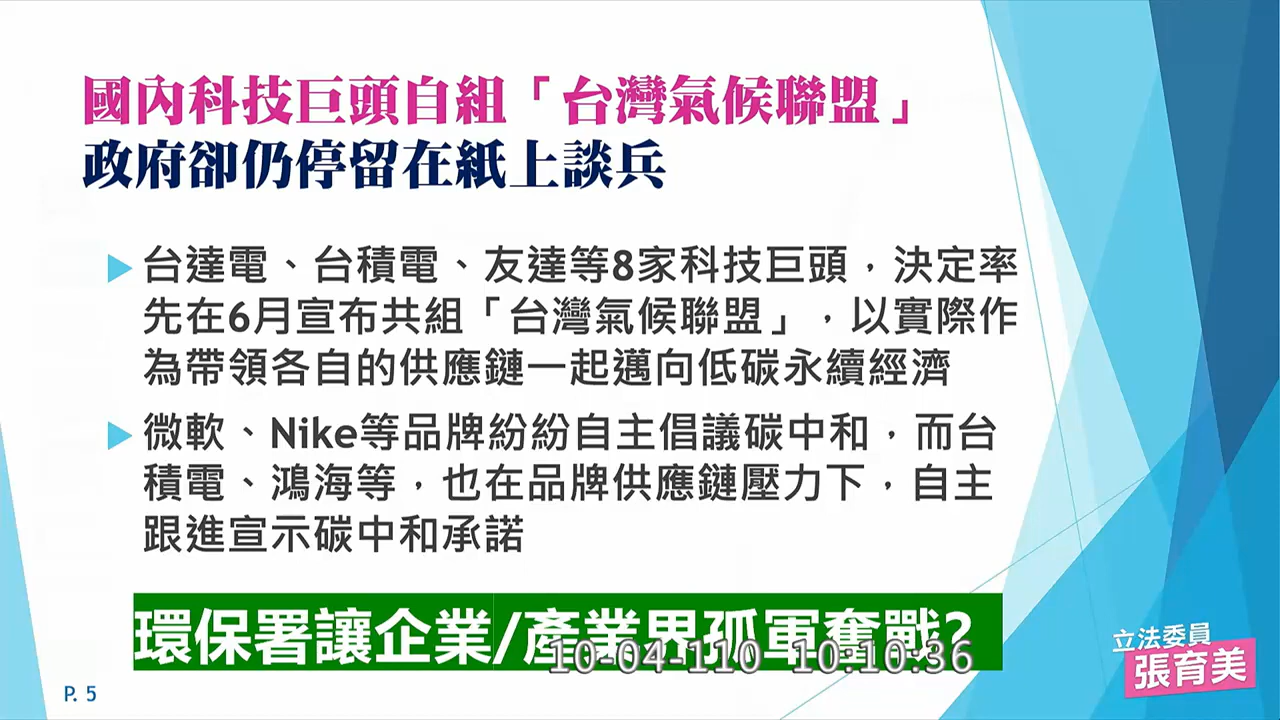 國內科技巨頭自組「台灣氣候聯盟」
政府卻仍停留在紙上談兵
台達電、台積電、友達等8家科技巨頭，決定率
先在6月宣布共組「台灣氣候聯盟」，以實際作
為帶領各自的供應鏈一起邁向低碳永續經濟
微軟、Nike等品牌紛紛自主倡議碳中和，而台
積電、鴻海等，也在品牌供應鏈壓力下，自主
跟進宣示碳中和承諾
環保署讓企業/產業界孤軍奮戰?
10-04-110 10:10:36
立法委員
張育美
P. 5